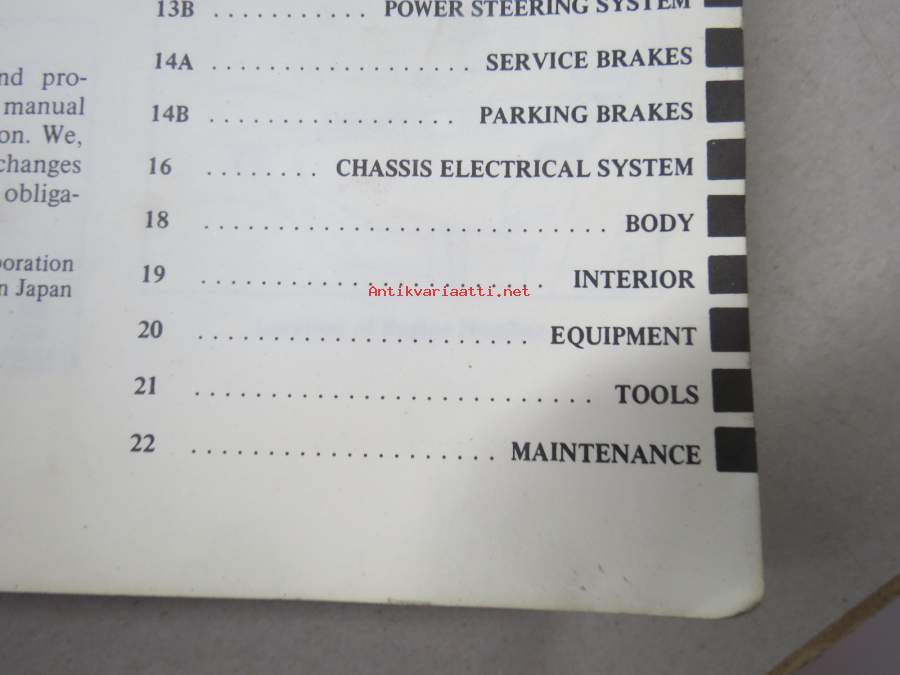 nd pro-
manual
on. We,
changes
obliga-
poration
n Japan
13B . . . . . . . . . . . POWER STEERING SYSTEM
14A . . . . . . . . . . . . . . . . . . SERVICE BRAKES
14B . . . . . . . . . . . . . . . . . PARKING BRAKES
16 . . . . . . . . CHASSIS ELECTRICAL SYSTEM
18 . . . . . . . . . . . . . . . . . . . . . . . . . . . . . BODY
19 . . . . . . . . . . . . . . . . . . . . . . . . . INTERIOR
Antikvariaatti.net
20 . . . . . . . . . . . . . . . . . . . . . . . . EQUIPMENT
21 . . . . . . . . . . . . . . . . . . . . . . . . . . . . . TOOLS
22 . . . . . . . . . . . . . . . . . . . . . . MAINTENANCE